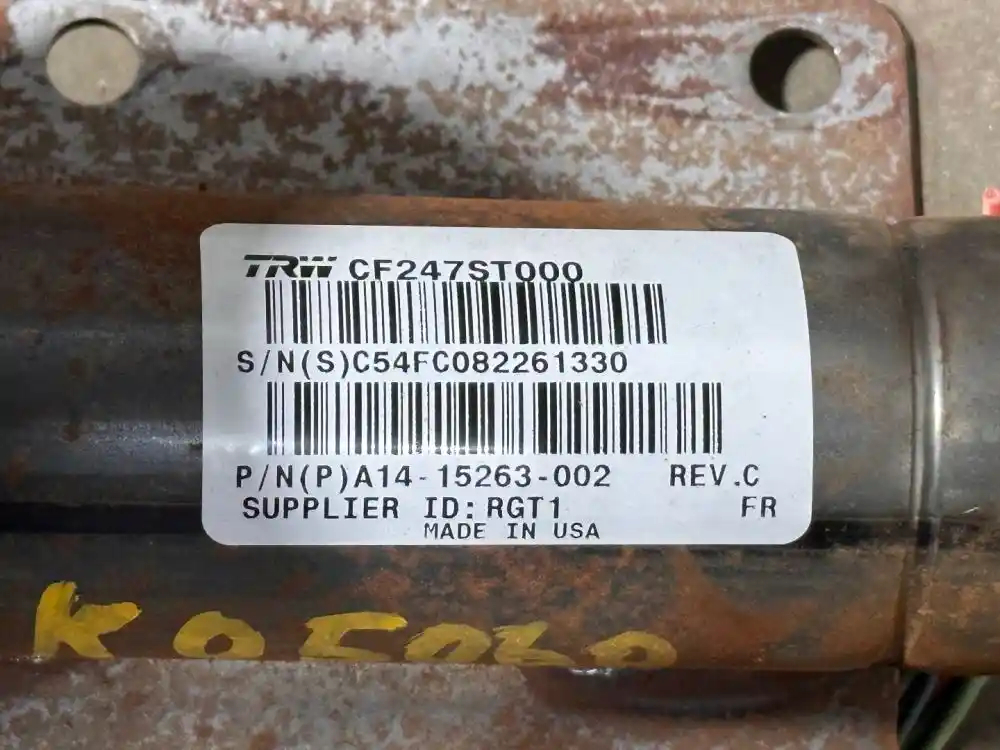 TRW CF247ST000
S/N(S)C54FC082261330
P/N(P)A14-15263-002 REV.C
SUPPLIER ID: RGT1 FR
MADE IN USA